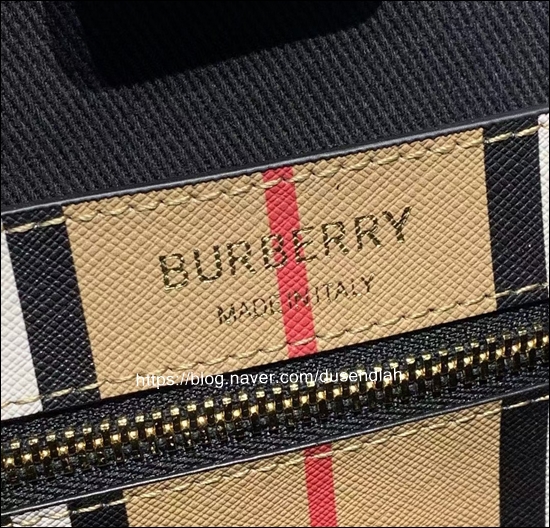 BURBERRY
MADE IN ITALY
https://blog.naver.com/dusendlah